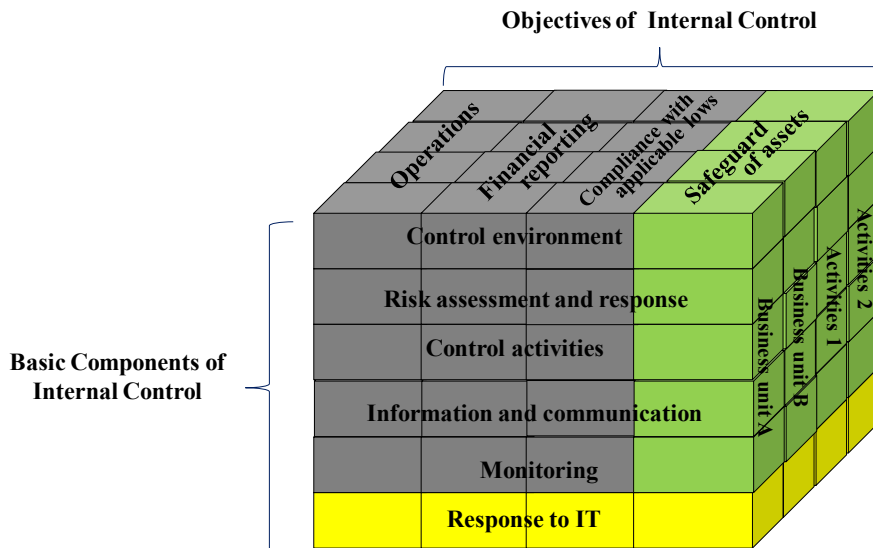 Objectives of Internal Control
Operations
Financial
reporting
Compliance with
applicable lows
Safeguard
of assets
Control environment
Risk assessment and response
Control activities
Information and communication
Monitoring
Response to IT
Basic Components of
Internal Control
Business unit A
Business unit B
Activities 1
Activities 2